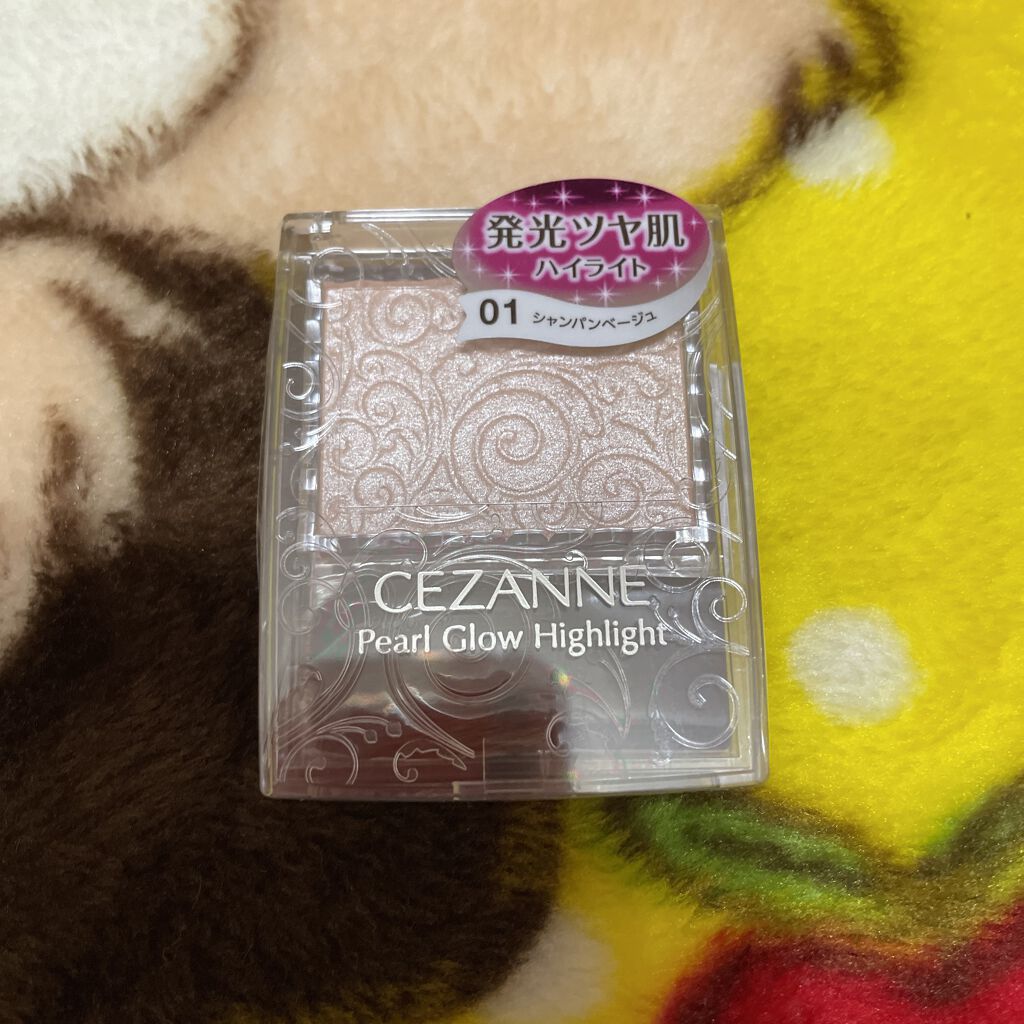 発光ツヤ肌
ハイライト
01 シャンパンベージュ
CEZANNE
Pearl Glow Highlight